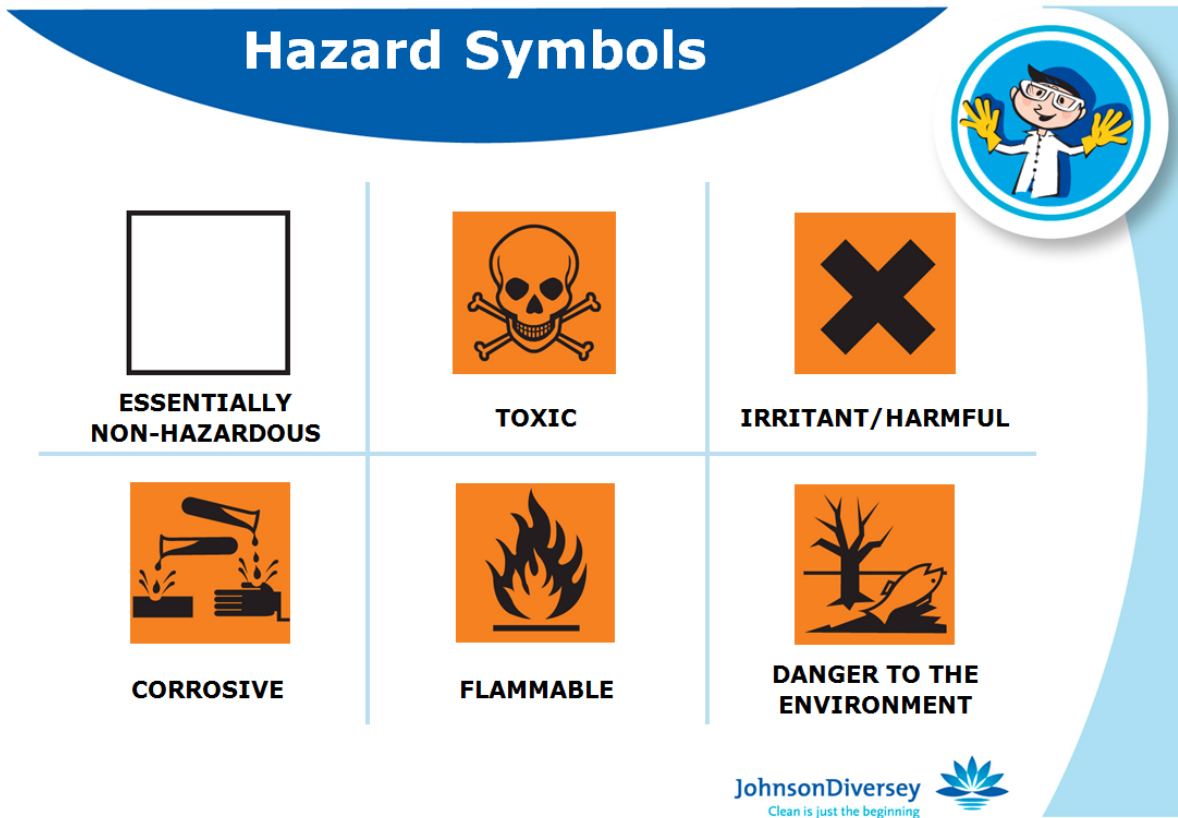 Hazard Symbols
ESSENTIALLY
NON-HAZARDOUS
TOXIC
IRRITANT/HARMFUL
CORROSIVE
FLAMMABLE
DANGER TO THE
ENVIRONMENT
JohnsonDiversey
Clean is just the beginning